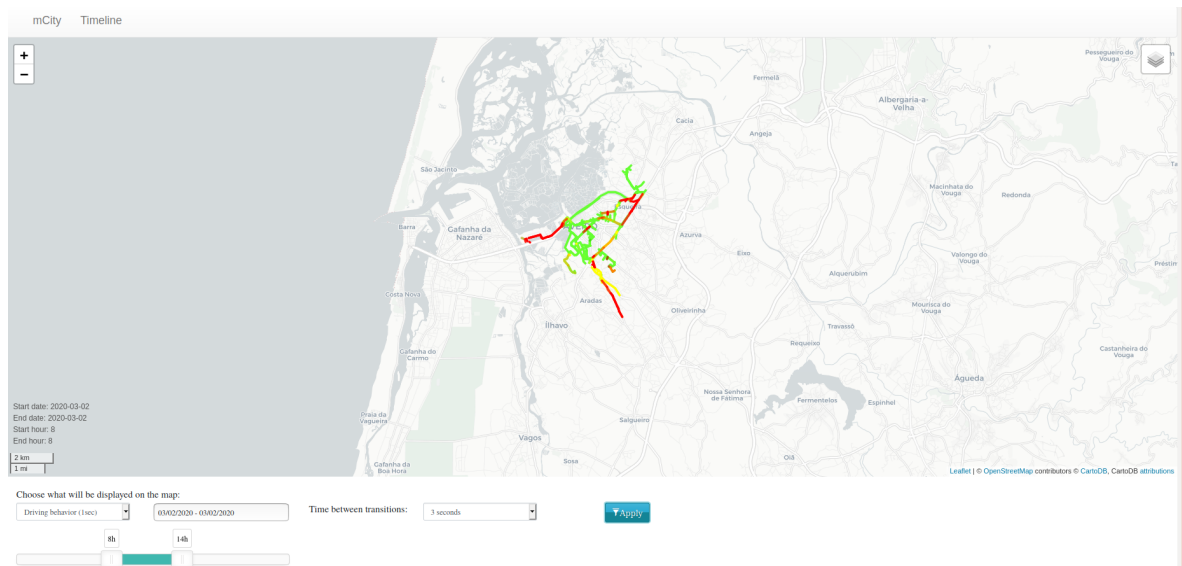 mCity Timeline
+
−
Pessegueiro do
Vouga
Fermelã
Albergaria-a-
Velha
Cacia
Angeja
São Jacinto
Macinhata do
Vouga
Redonda
Barra
Gafanha da
Nazaré
Azurva
Eixo
Valongo do
Vouga
Alquerubim
Costa Nova
Aradas
Oliveirinha
Mourisca do
Vouga
Ílhavo
Travassô
Requeixo
Gafanha do
Carmo
Castanheira do
Vouga
Águeda
Nossa Senhora
de Fátima
Fermentelos
Espinhel
Start date: 2020-03-02
End date: 2020-03-02
Start hour: 8
End hour: 8
Praia da
Vagueira
Salgueiro
Vagos
2 km
1 mi
Gafanha da
Boa Hora
Sosa
Oiã
Leaflet | © OpenStreetMap contributors © CartoDB, CartoDB attributions
Choose what will be displayed on the map:
Driving behavior (1sec) 03/02/2020 - 03/02/2020 Time between transitions: 3 seconds Apply
8h 14h